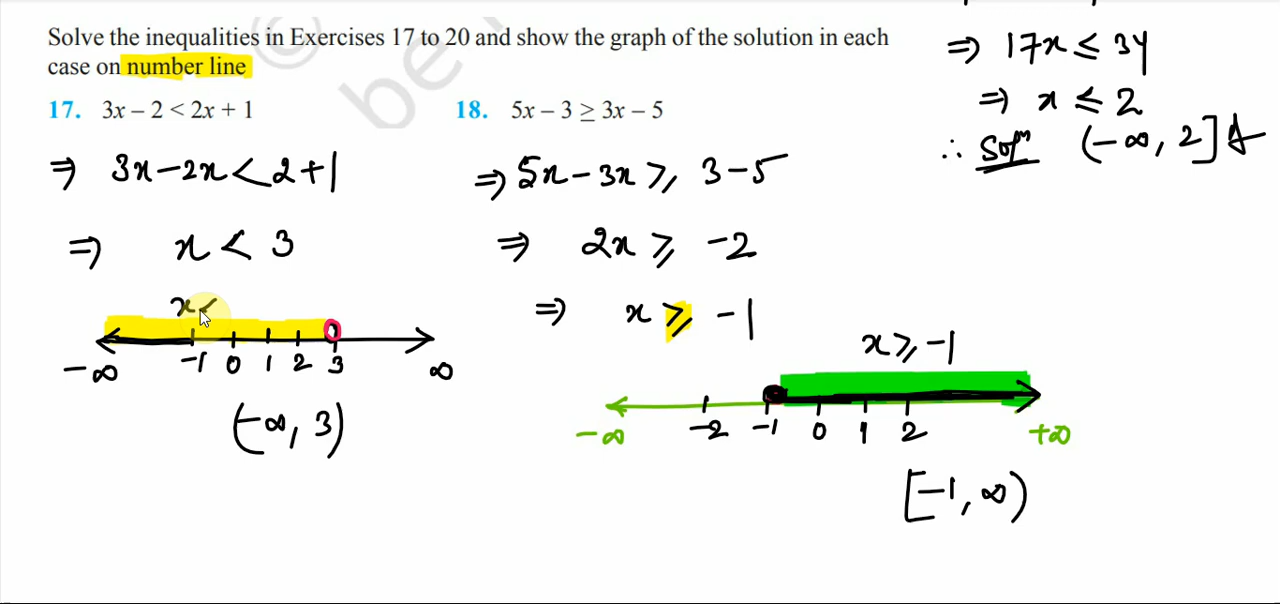 Solve the inequalities in Exercises 17 to 20 and show the graph of the solution in each
case on number line
17. 3x – 2 < 2x + 1
⇒ 3x-2x<2+1
⇒ x < 3
x<
-1 0 1 2 3
-∞ ∞
(-∞, 3)
18. 5x – 3 ≥ 3x – 5
⇒ 5x-3x ≥ 3-5
⇒ 2x ≥ -2
⇒ x ≥ -1
x ≥ -1
-∞ -2 -1 0 1 2 +∞
[-1, ∞)
⇒ 17x ≤ 34
⇒ x ≤ 2
∴ Solⁿ (-∞, 2]
be
©